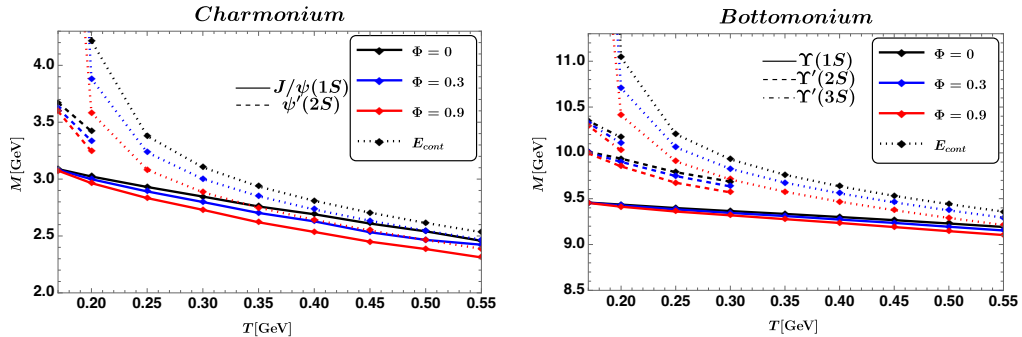 Charmonium
4.0
3.5
3.0
2.5
2.0
M[GeV]
J/ψ(1S)
ψ′(2S)
Φ = 0
Φ = 0.3
Φ = 0.9
E_cont
0.20 0.25 0.30 0.35 0.40 0.45 0.50 0.55
T[GeV]
Bottomonium
11.0
10.5
10.0
9.5
9.0
8.5
M[GeV]
Υ(1S)
Υ′(2S)
Υ′(3S)
Φ = 0
Φ = 0.3
Φ = 0.9
E_cont
0.20 0.25 0.30 0.35 0.40 0.45 0.50 0.55
T[GeV]